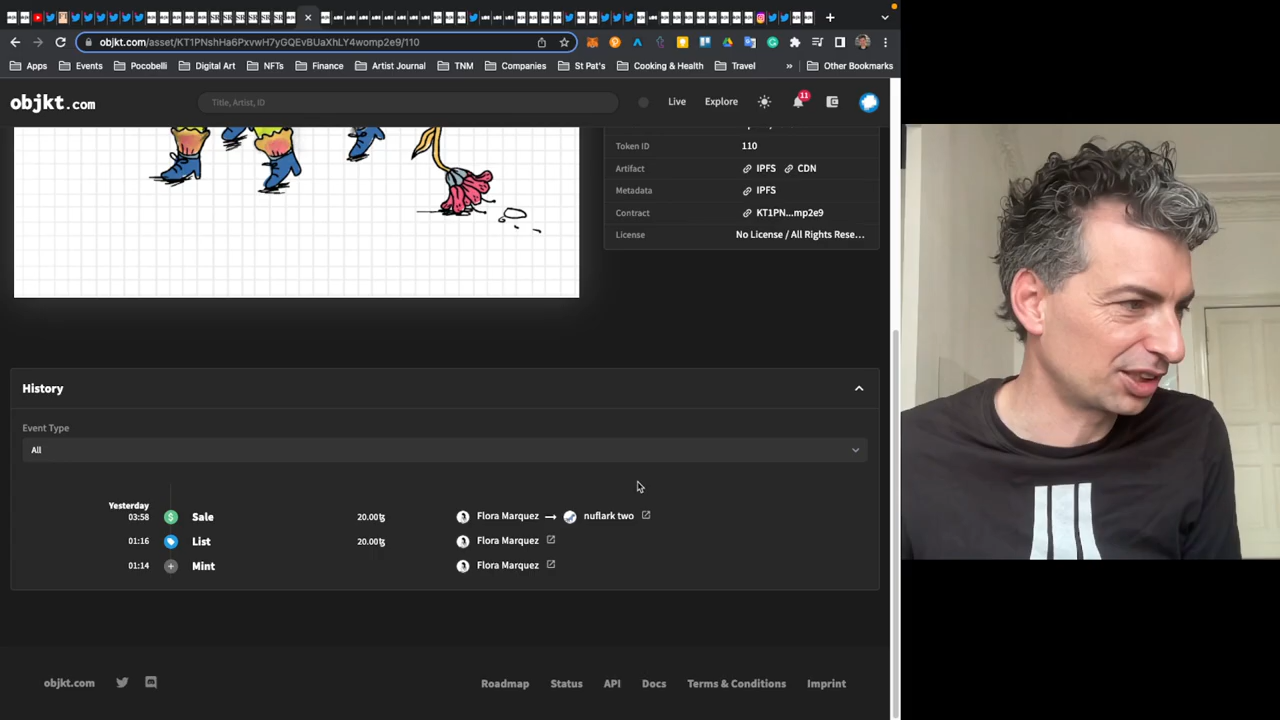 objkt.com/asset/KT1PNshHa6PxvwH7yGQEvBUaXhLY4womp2e9/110
Apps Events Pocobelli Digital Art NFTs Finance Artist Journal TNM Companies St Pat's Cooking & Health Travel » Other Bookmarks
objkt.com Title, Artist, ID Live Explore 11
Token ID 110
Artifact IPFS CDN
Metadata IPFS
Contract KT1PN...mp2e9
License No License / All Rights Rese...
History
Event Type
All
Yesterday
03:58 Sale 20.00ꜩ Flora Marquez → nuflark two
01:16 List 20.00ꜩ Flora Marquez
01:14 Mint Flora Marquez
objkt.com Roadmap Status API Docs Terms & Conditions Imprint